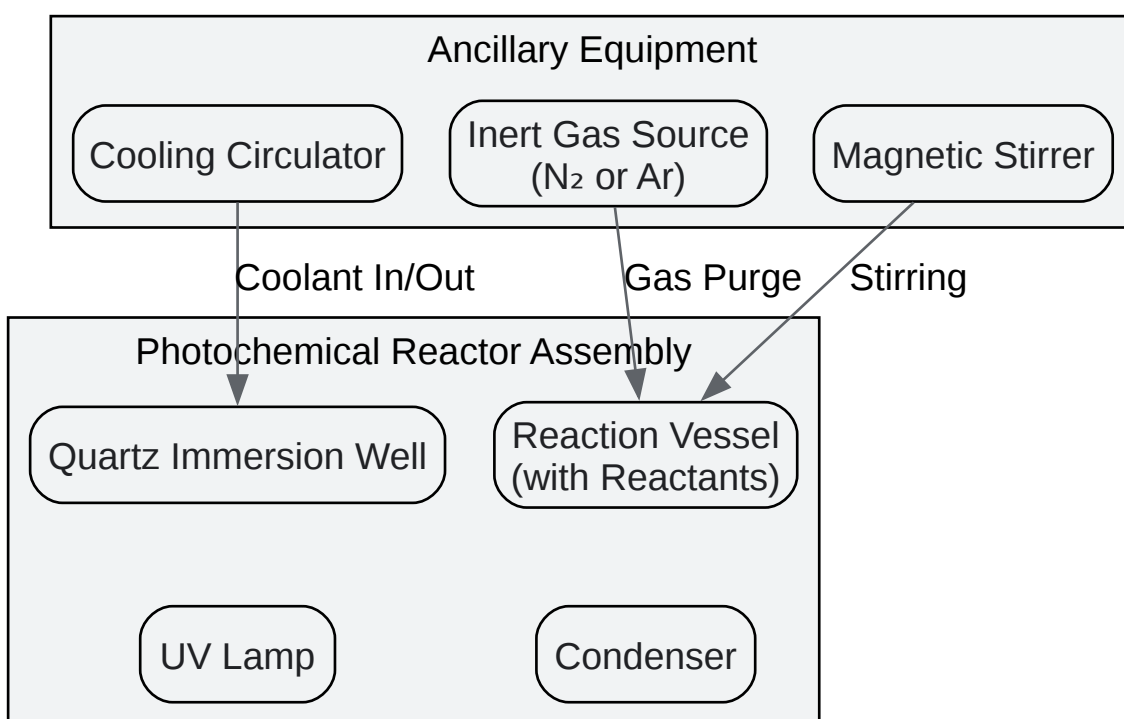 Ancillary Equipment
Cooling Circulator
Inert Gas Source
(N₂ or Ar)
Magnetic Stirrer
Coolant In/Out
Gas Purge
Stirring
Photochemical Reactor Assembly
Quartz Immersion Well
Reaction Vessel
(with Reactants)
UV Lamp
Condenser